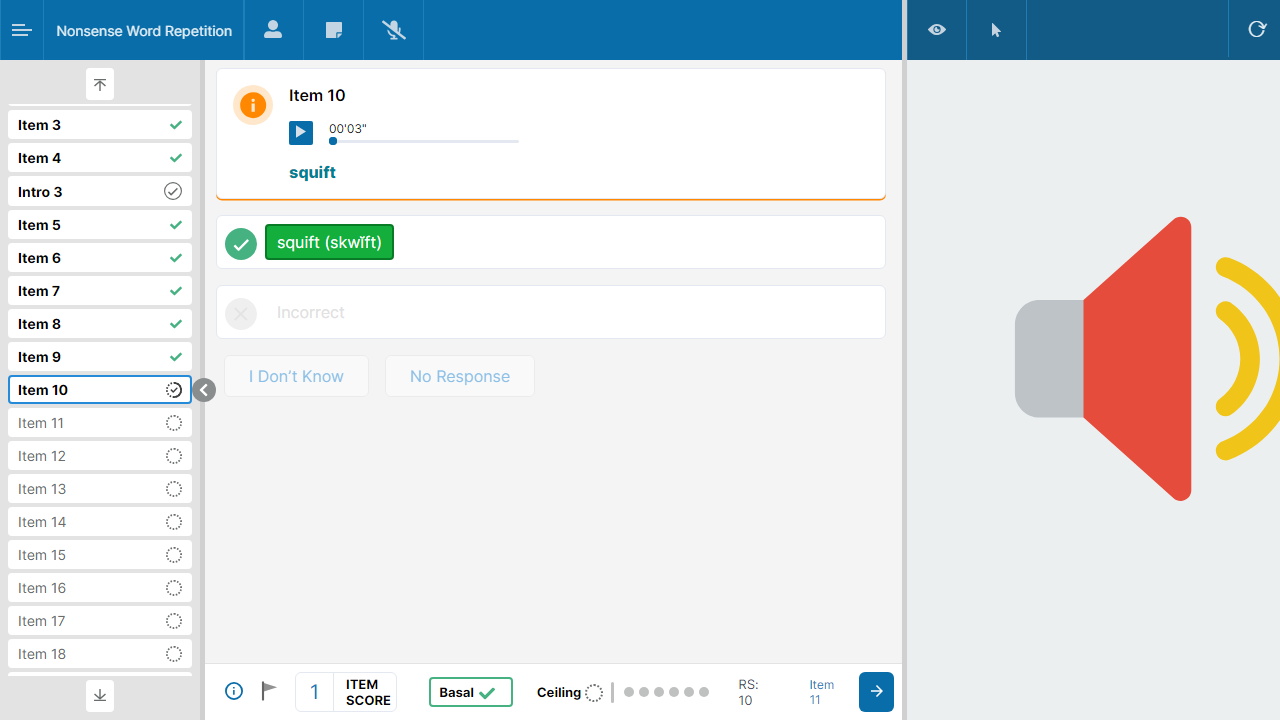 Nonsense Word Repetition
Item 3
Item 4
Intro 3
Item 5
Item 6
Item 7
Item 8
Item 9
Item 10
Item 11
Item 12
Item 13
Item 14
Item 15
Item 16
Item 17
Item 18
Item 10
00'03"
squift
squift (skwĭft)
Incorrect
I Don't Know
No Response
1
ITEM
SCORE
Basal
Ceiling
RS:
10
Item
11